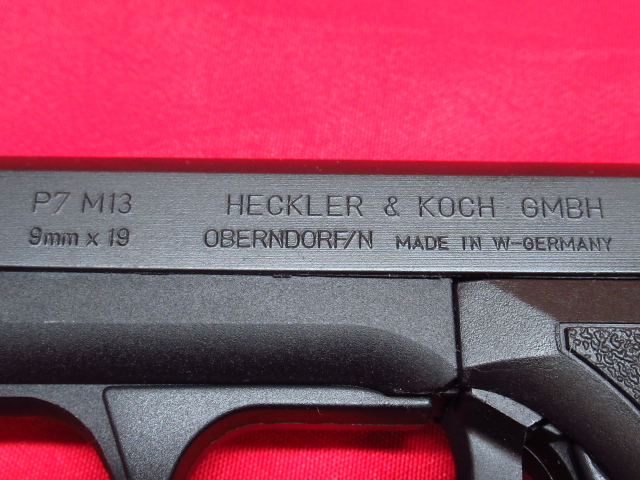 P7 M13 HECKLER & KOCH GMBH
9mm x 19 OBERNDORF/N MADE IN W-GERMANY